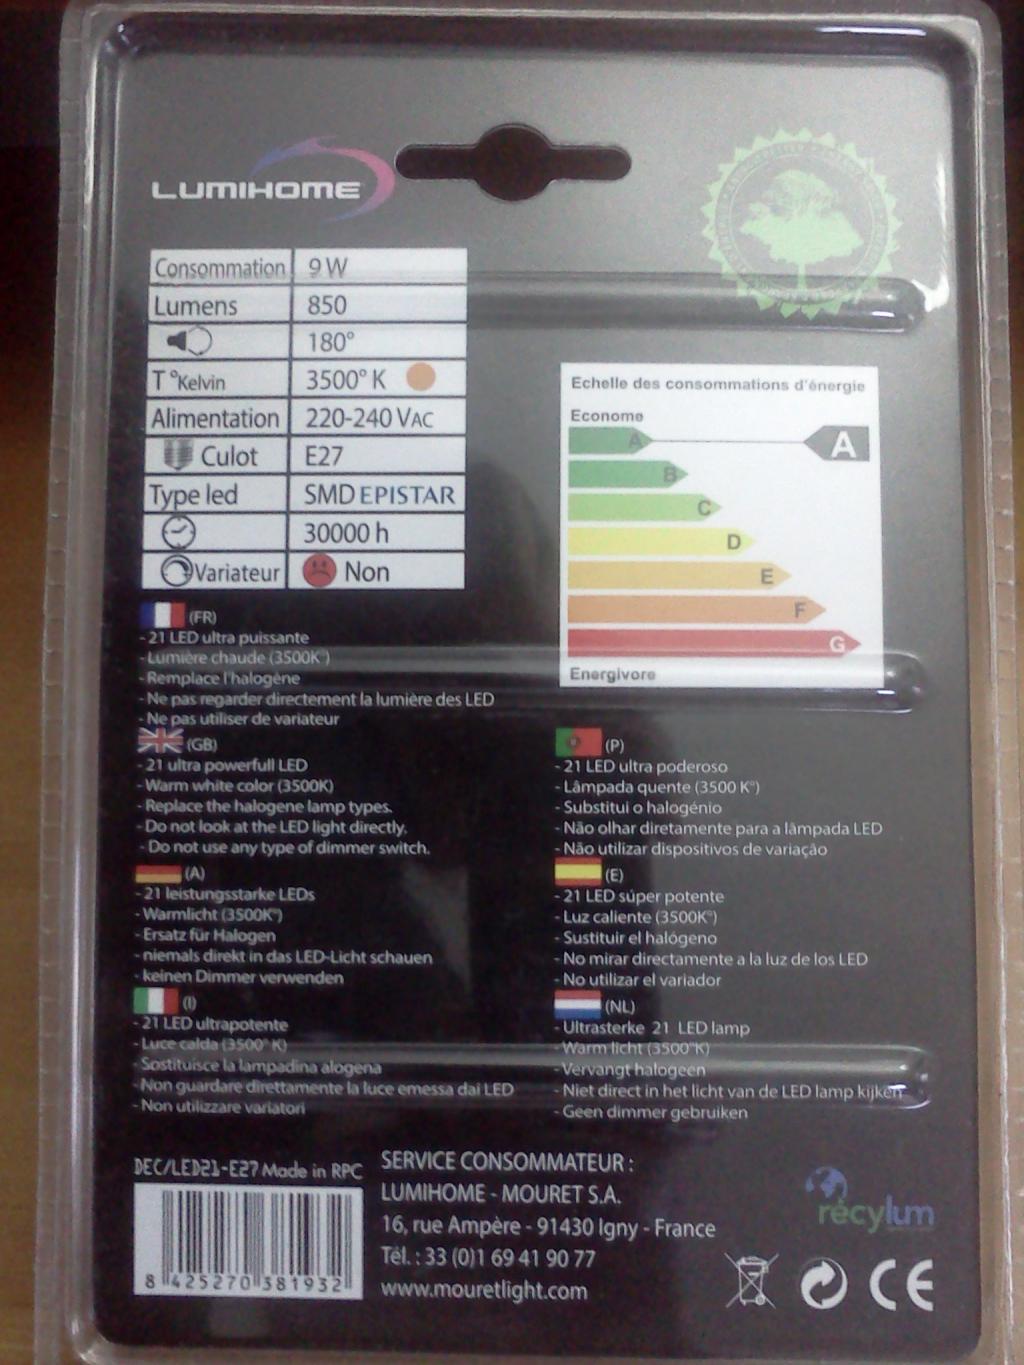 LUMIHOME
Consommation 9 W
Lumens 850
180°
T °Kelvin 3500° K
Alimentation 220-240 VAC
Culot E27
Type led SMD EPISTAR
30000 h
Variateur Non
Echelle des consommations d'énergie
Econome
A A
B
C
D
E
F
G
Energivore
(FR)
- 21 LED ultra puissante
- Lumière chaude (3500K°)
- Remplace l'halogène
- Ne pas regarder directement la lumière des LED
- Ne pas utiliser de variateur
(GB)
- 21 ultra powerfull LED
- Warm white color (3500K)
- Replace the halogene lamp types.
- Do not look at the LED light directly.
- Do not use any type of dimmer switch.
(A)
- 21 leistungsstarke LEDs
- Warmlicht (3500K°)
- Ersatz für Halogen
- niemals direkt in das LED-Licht schauen
- keinen Dimmer verwenden
(I)
- 21 LED ultrapotente
- Luce calda (3500° K)
- Sostituisce la lampadina alogena
- Non guardare direttamente la luce emessa dai LED
- Non utilizzare variatori
(P)
- 21 LED ultra poderoso
- Lâmpada quente (3500 K°)
- Substitui o halogénio
- Não olhar diretamente para a lâmpada LED
- Não utilizar dispositivos de variação
(E)
- 21 LED súper potente
- Luz caliente (3500K°)
- Sustituir el halógeno
- No mirar directamente a la luz de los LED
- No utilizar el variador
(NL)
- Ultrasterke 21 LED lamp
- Warm licht (3500°K)
- Vervangt halogeen
- Niet direct in het licht van de LED lamp kijken
- Geen dimmer gebruiken
DEC/LED21-E27 Made in RPC
8 425270 381932
SERVICE CONSOMMATEUR :
LUMIHOME - MOURET S.A.
16, rue Ampère - 91430 Igny - France
Tél. : 33 (0)1 69 41 90 77
www.mouretlight.com
récylum
CE